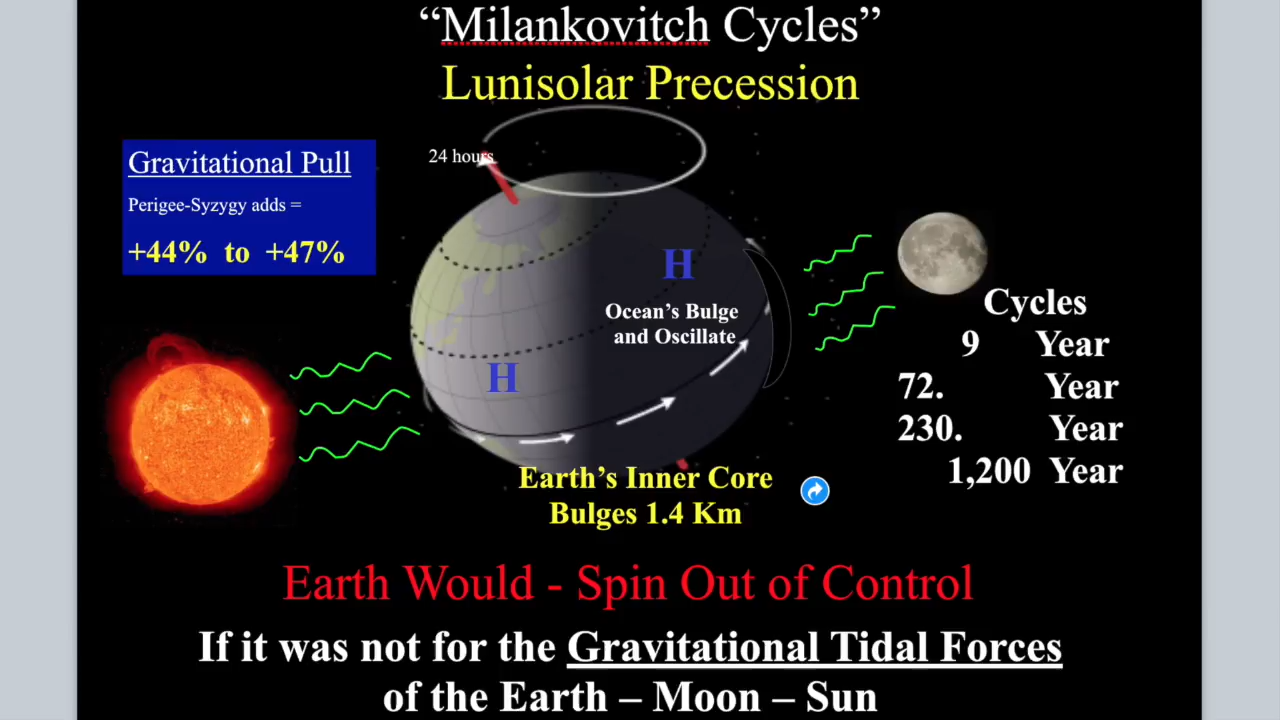 “Milankovitch Cycles”
Lunisolar Precession
Gravitational Pull
Perigee-Syzygy adds =
+44% to +47%
24 hours
H
Ocean’s Bulge
and Oscillate
H
Cycles
9 Year
72. Year
230. Year
1,200 Year
Earth’s Inner Core
Bulges 1.4 Km
Earth Would - Spin Out of Control
If it was not for the Gravitational Tidal Forces
of the Earth – Moon – Sun